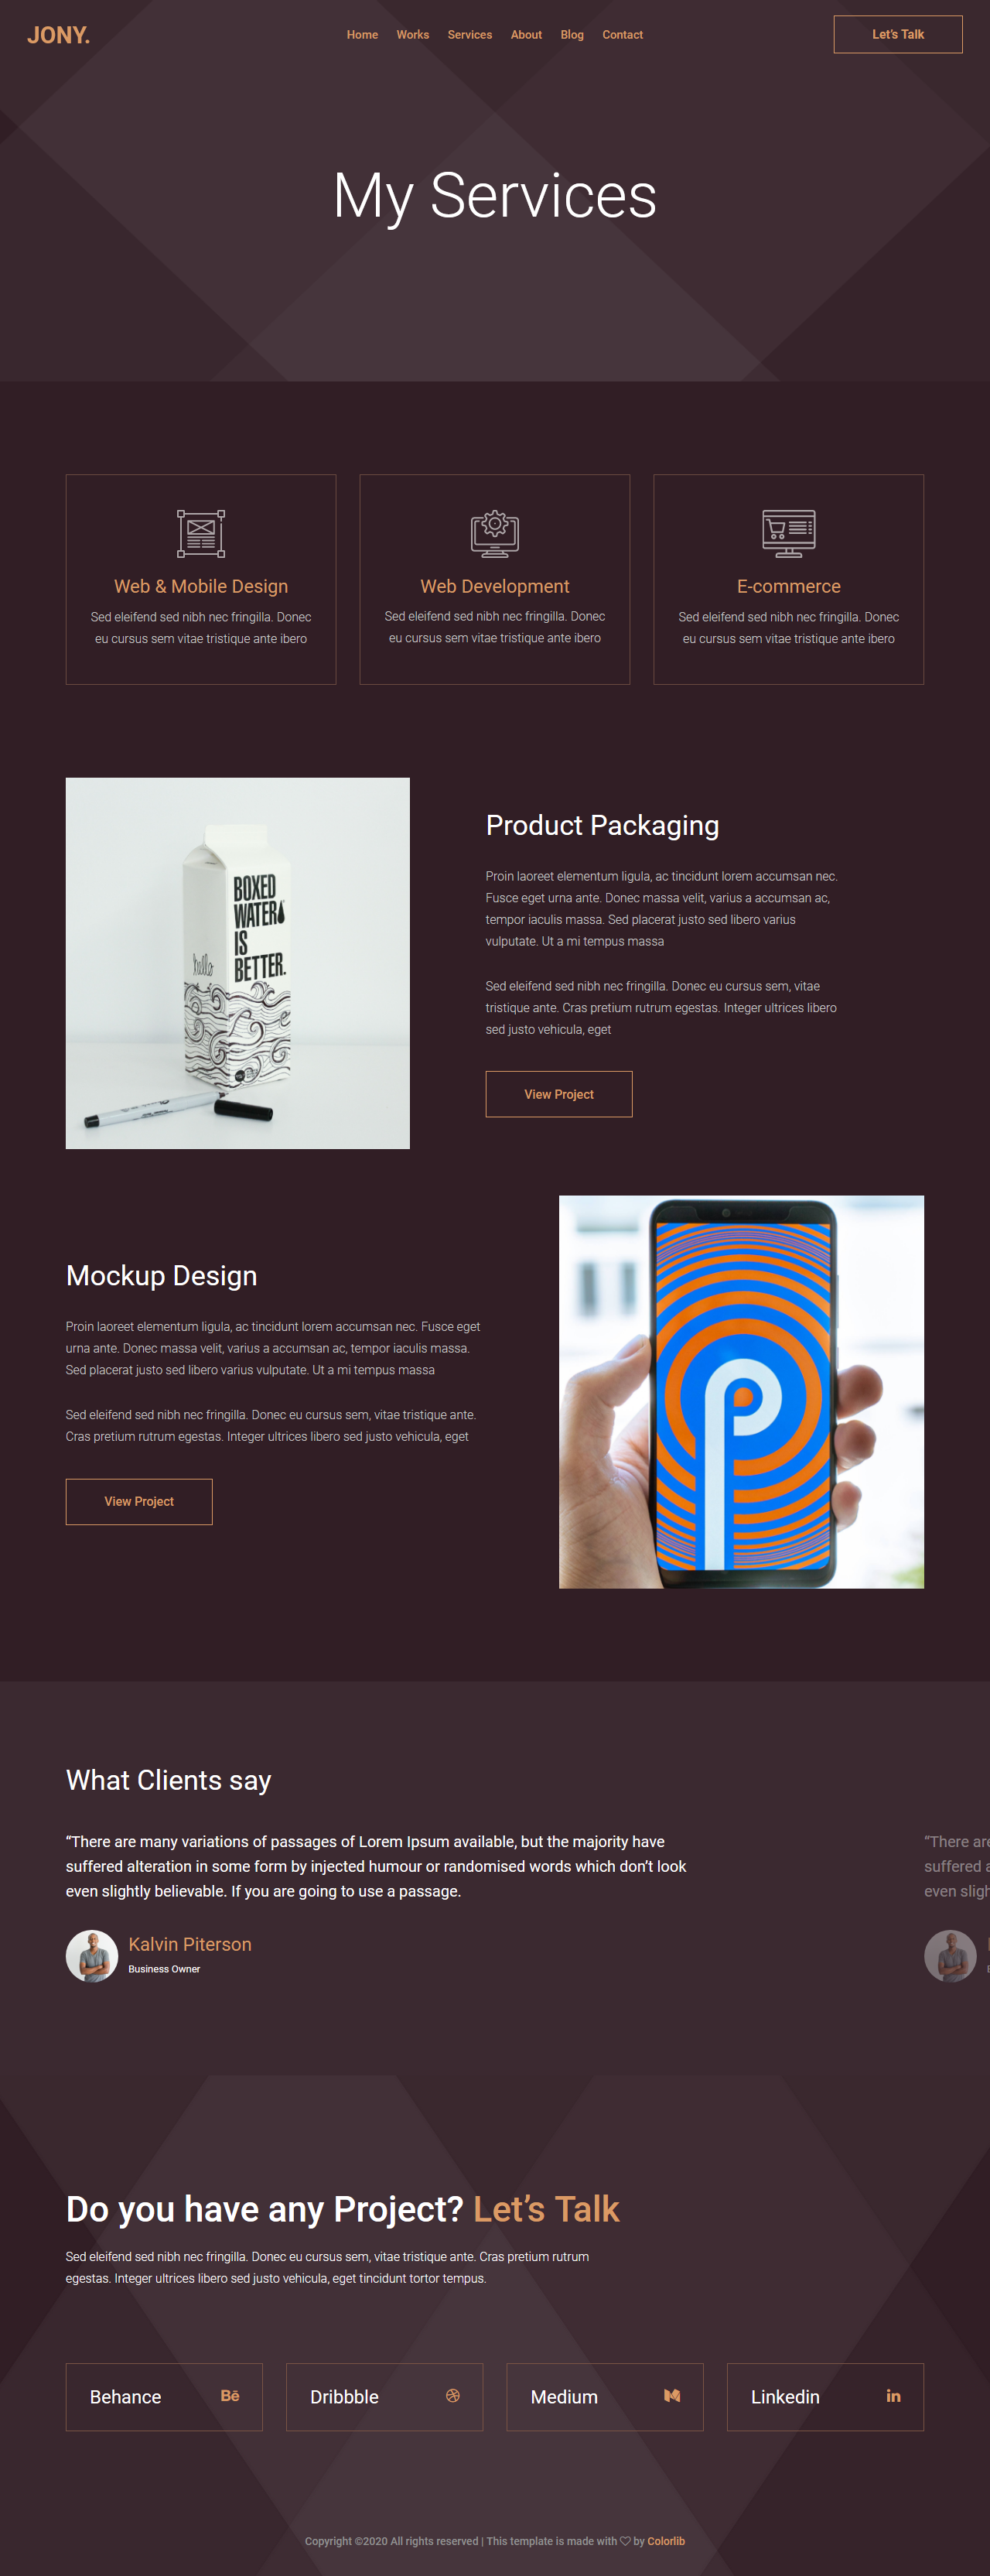 JONY.
Home Works Services About Blog Contact
Let's Talk
My Services
Web & Mobile Design
Sed eleifend sed nibh nec fringilla. Donec
eu cursus sem vitae tristique ante ibero
Web Development
Sed eleifend sed nibh nec fringilla. Donec
eu cursus sem vitae tristique ante ibero
E-commerce
Sed eleifend sed nibh nec fringilla. Donec
eu cursus sem vitae tristique ante ibero
BOXED
WATER
IS
BETTER.
hello
Product Packaging
Proin laoreet elementum ligula, ac tincidunt lorem accumsan nec.
Fusce eget urna ante. Donec massa velit, varius a accumsan ac,
tempor iaculis massa. Sed placerat justo sed libero varius
vulputate. Ut a mi tempus massa
Sed eleifend sed nibh nec fringilla. Donec eu cursus sem, vitae
tristique ante. Cras pretium rutrum egestas. Integer ultrices libero
sed justo vehicula, eget
View Project
Mockup Design
Proin laoreet elementum ligula, ac tincidunt lorem accumsan nec. Fusce eget
urna ante. Donec massa velit, varius a accumsan ac, tempor iaculis massa.
Sed placerat justo sed libero varius vulputate. Ut a mi tempus massa
Sed eleifend sed nibh nec fringilla. Donec eu cursus sem, vitae tristique ante.
Cras pretium rutrum egestas. Integer ultrices libero sed justo vehicula, eget
View Project
What Clients say
“There are many variations of passages of Lorem Ipsum available, but the majority have
suffered alteration in some form by injected humour or randomised words which don’t look
even slightly believable. If you are going to use a passage.
Kalvin Piterson
Business Owner
“There are
suffered a
even sligh
Do you have any Project? Let’s Talk
Sed eleifend sed nibh nec fringilla. Donec eu cursus sem, vitae tristique ante. Cras pretium rutrum
egestas. Integer ultrices libero sed justo vehicula, eget tincidunt tortor tempus.
Behance Bē
Dribbble
Medium
Linkedin in
Copyright ©2020 All rights reserved | This template is made with ♡ by Colorlib